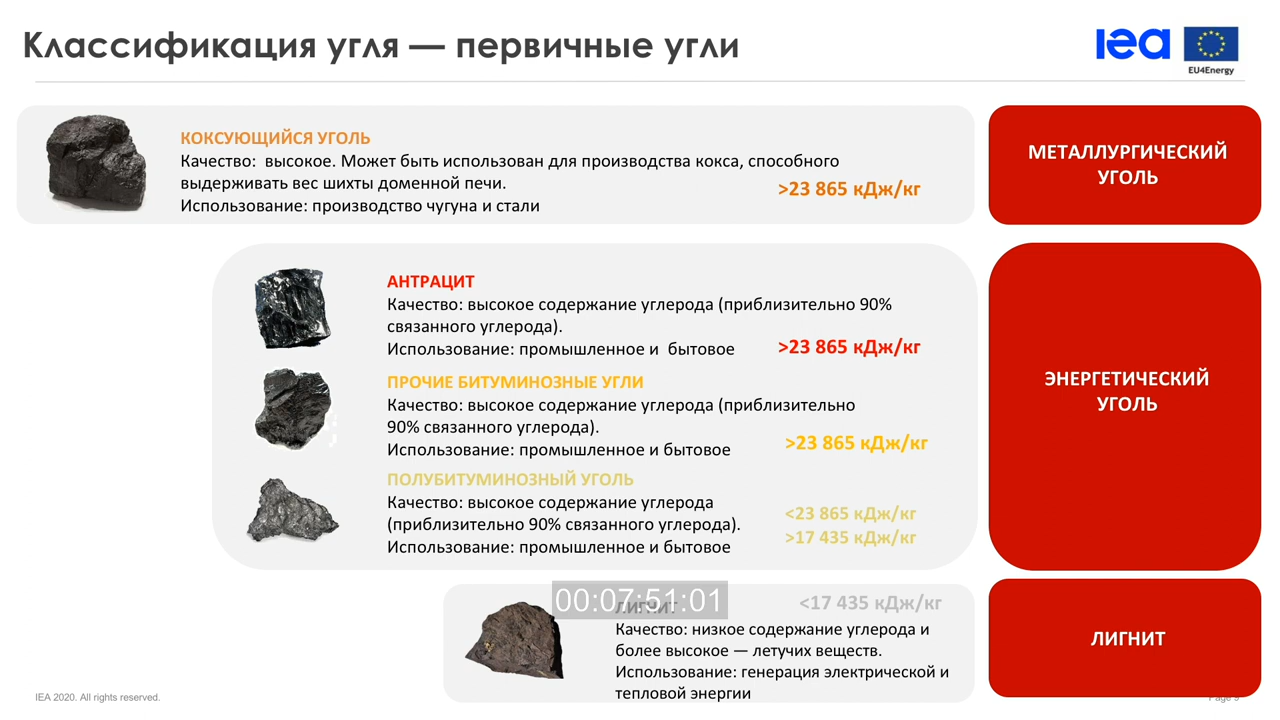 Классификация угля — первичные угли
iea
EU4Energy
КОКСУЮЩИЙСЯ УГОЛЬ
Качество:  высокое. Может быть использован для производства кокса, способного
выдерживать вес шихты доменной печи.
>23 865 кДж/кг
Использование: производство чугуна и стали
МЕТАЛЛУРГИЧЕСКИЙ
УГОЛЬ
АНТРАЦИТ
Качество: высокое содержание углерода (приблизительно 90%
связанного углерода).
Использование: промышленное и  бытовое
>23 865 кДж/кг
ПРОЧИЕ БИТУМИНОЗНЫЕ УГЛИ
Качество: высокое содержание углерода (приблизительно
90% связанного углерода).
Использование: промышленное и бытовое
>23 865 кДж/кг
ПОЛУБИТУМИНОЗНЫЙ УГОЛЬ
Качество: высокое содержание углерода
(приблизительно 90% связанного углерода).
Использование: промышленное и бытовое
<23 865 кДж/кг
>17 435 кДж/кг
ЭНЕРГЕТИЧЕСКИЙ
УГОЛЬ
00:07:51:01
ЛИГНИТ
<17 435 кДж/кг
Качество: низкое содержание углерода и
более высокое — летучих веществ.
Использование: генерация электрической и
тепловой энергии
ЛИГНИТ
IEA 2020. All rights reserved.